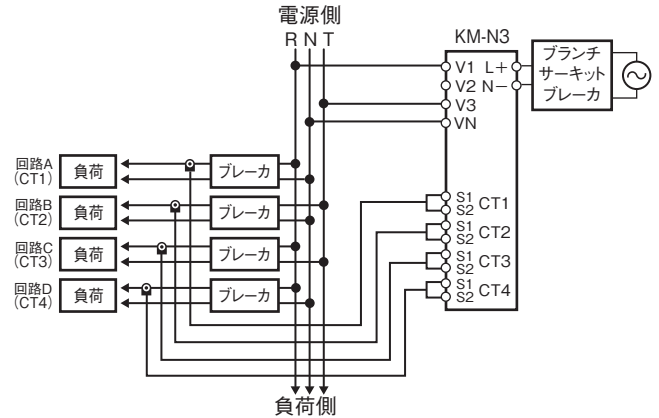 電源側
R N T
KM-N3
V1 L+
V2 N−
V3
VN
ブランチ
サーキット
ブレーカ
回路A
(CT1)
負荷
ブレーカ
回路B
(CT2)
負荷
ブレーカ
回路C
(CT3)
負荷
ブレーカ
回路D
(CT4)
負荷
ブレーカ
S1
S2
CT1
S1
S2
CT2
S1
S2
CT3
S1
S2
CT4
負荷側